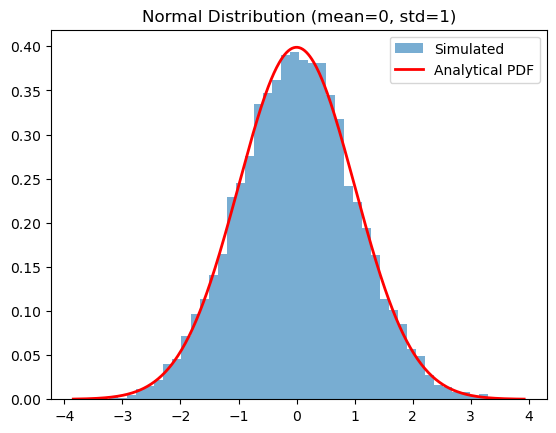 Normal Distribution (mean=0, std=1)
Simulated
Analytical PDF
0.40
0.35
0.30
0.25
0.20
0.15
0.10
0.05
0.00
−4 −3 −2 −1 0 1 2 3 4